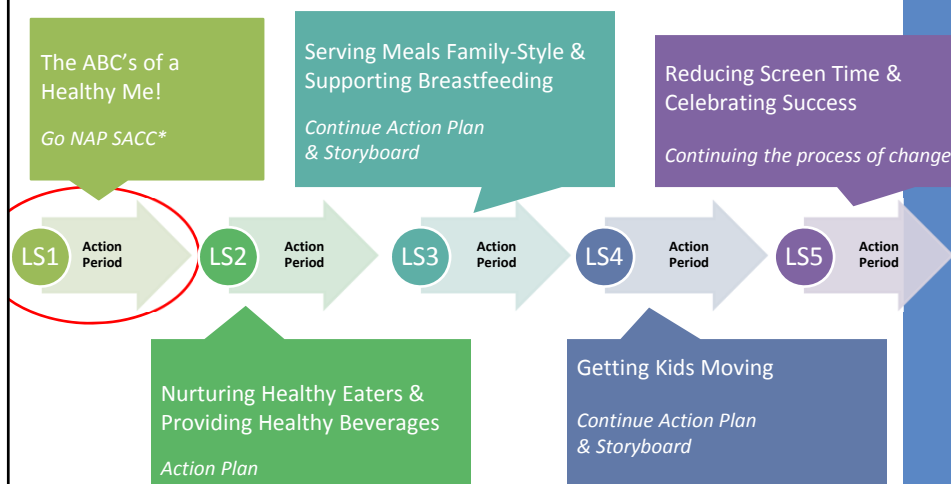 The ABC's of a
Healthy Me!
Go NAP SACC*
Serving Meals Family-Style &
Supporting Breastfeeding
Continue Action Plan
& Storyboard
Reducing Screen Time &
Celebrating Success
Continuing the process of change
LS1
Action
Period
LS2
Action
Period
LS3
Action
Period
LS4
Action
Period
LS5
Action
Period
Nurturing Healthy Eaters &
Providing Healthy Beverages
Action Plan
Getting Kids Moving
Continue Action Plan
& Storyboard